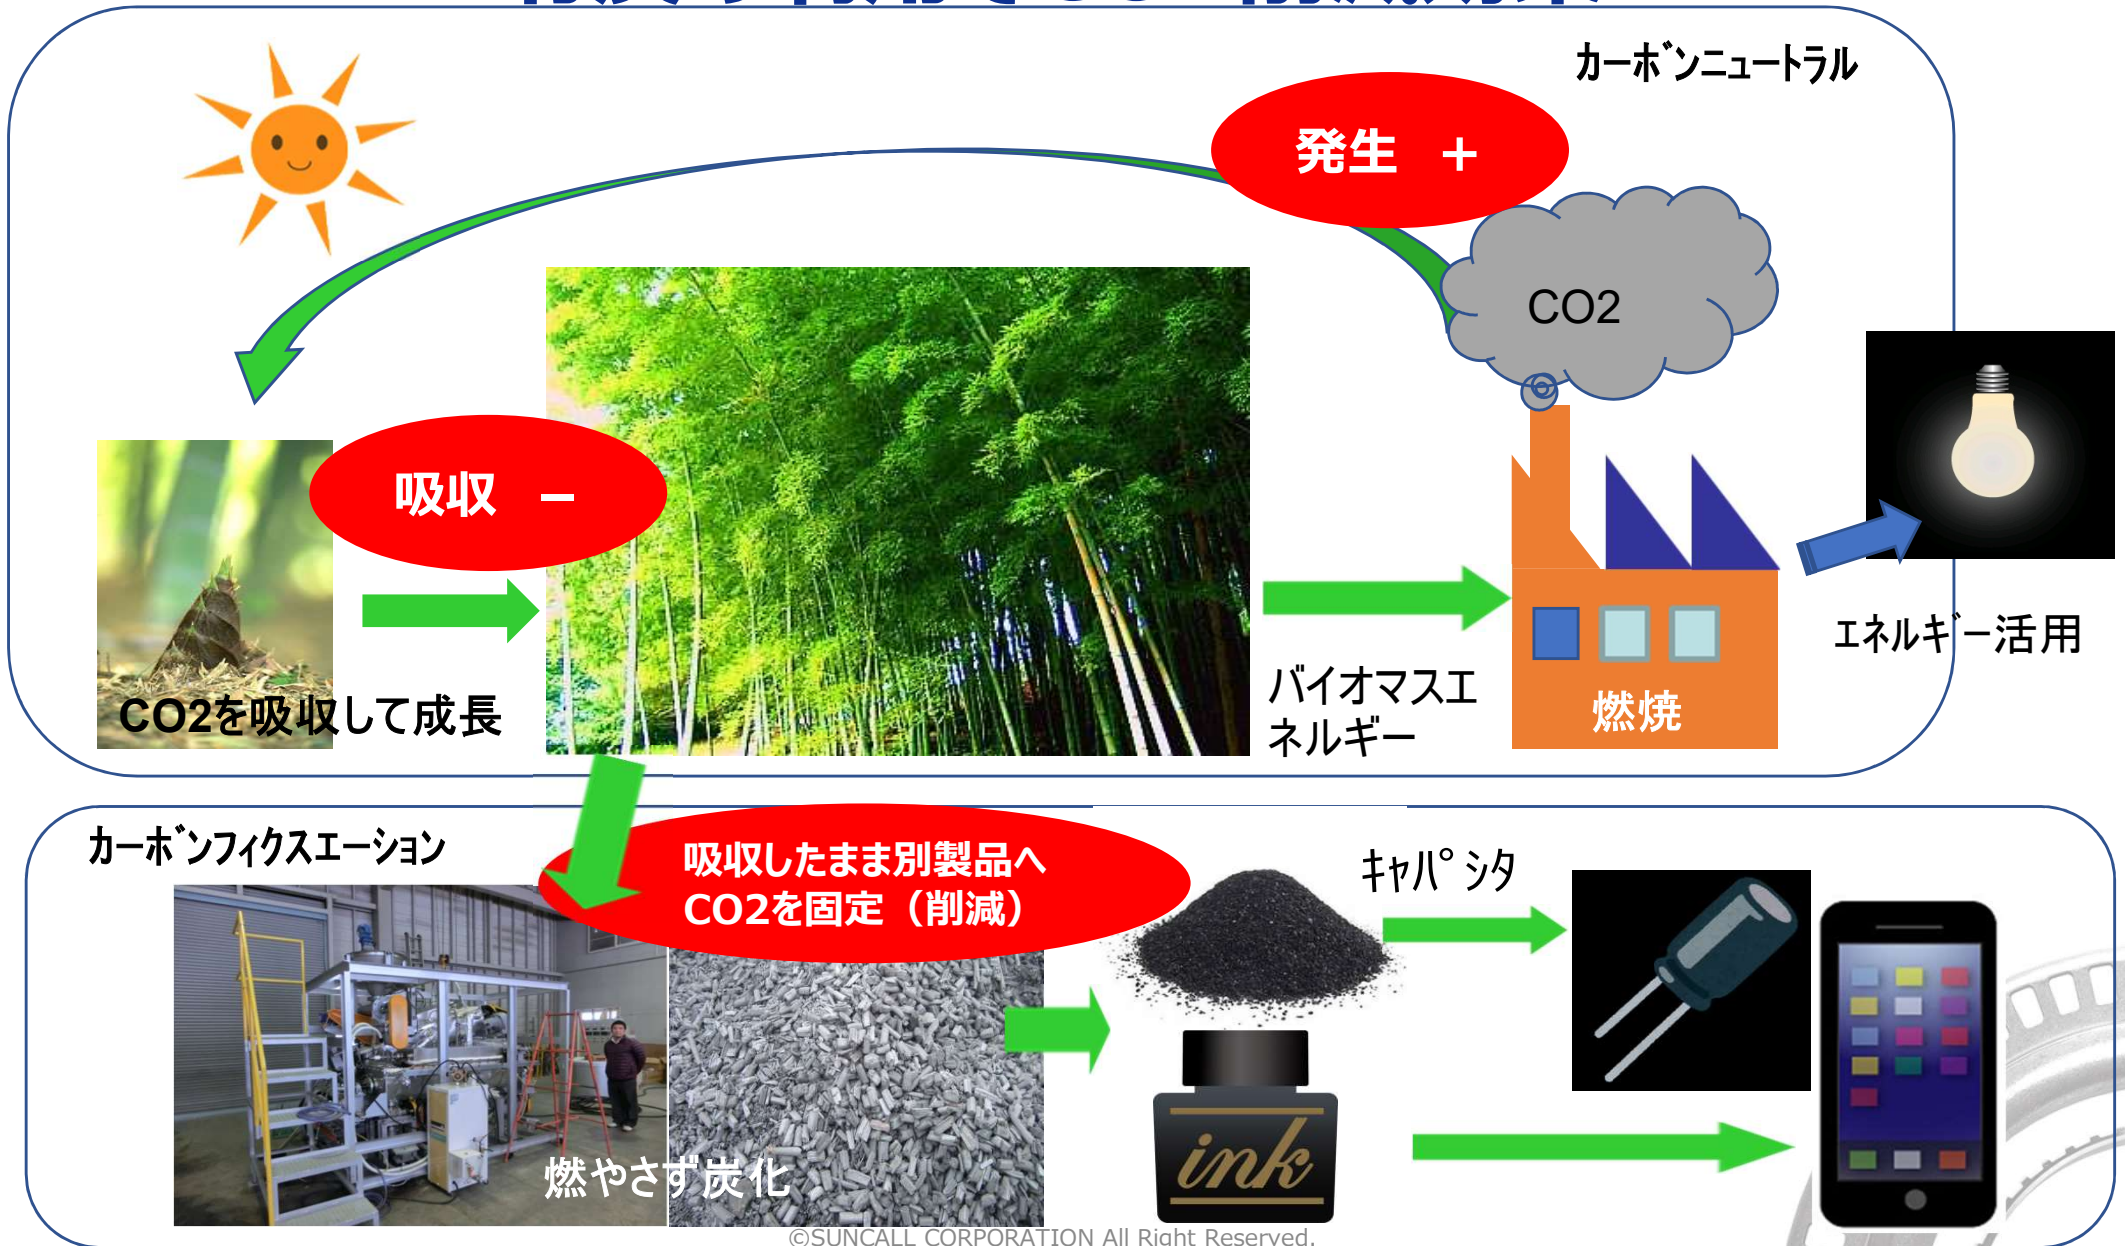 カーボンニュートラル
発生 +
CO2
吸収 −
エネルギー活用
CO2を吸収して成長
バイオマスエ
ネルギー
燃焼
カーボンフィクスエーション
吸収したまま別製品へ
CO2を固定（削減）
キャパシタ
ink
燃やさず炭化
©SUNCALL CORPORATION All Right Reserved.